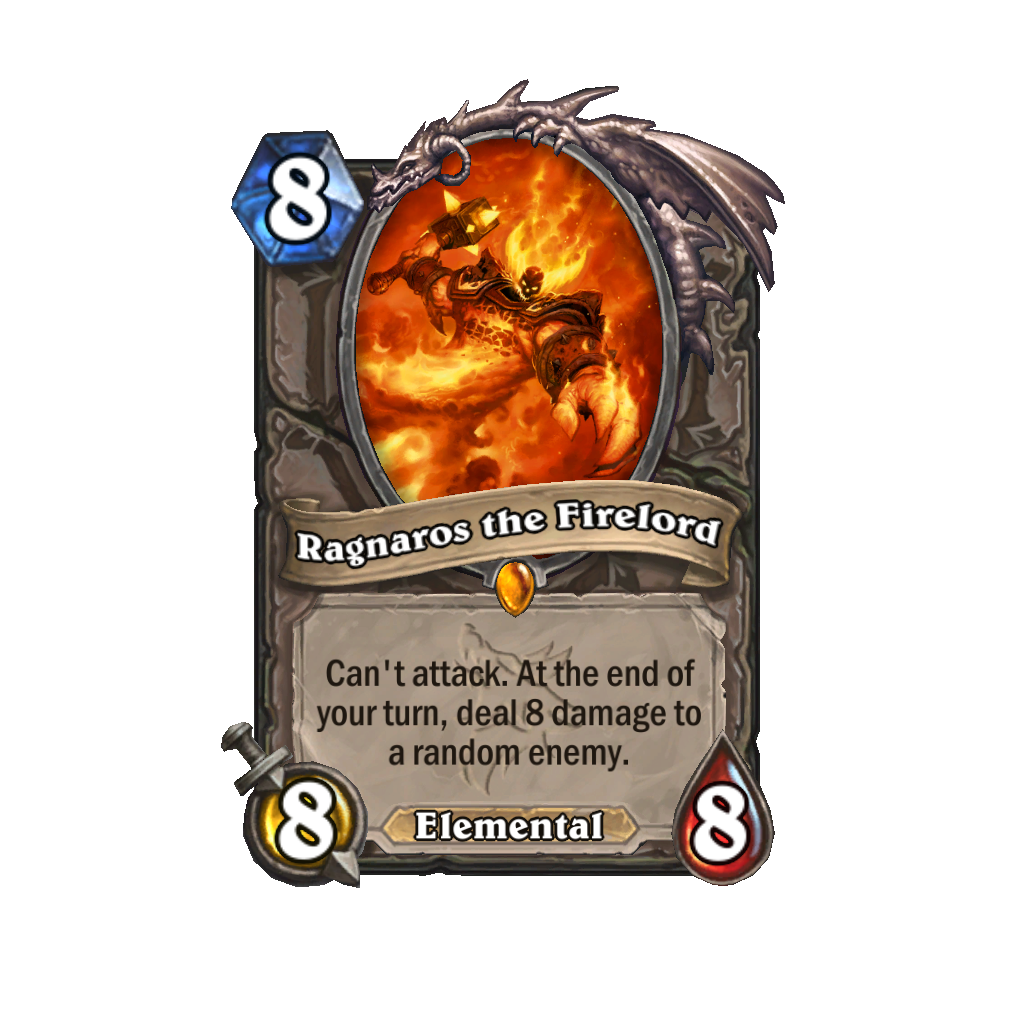 8
Ragnaros the Firelord
Can't attack. At the end of
your turn, deal 8 damage to
a random enemy.
8
Elemental
8